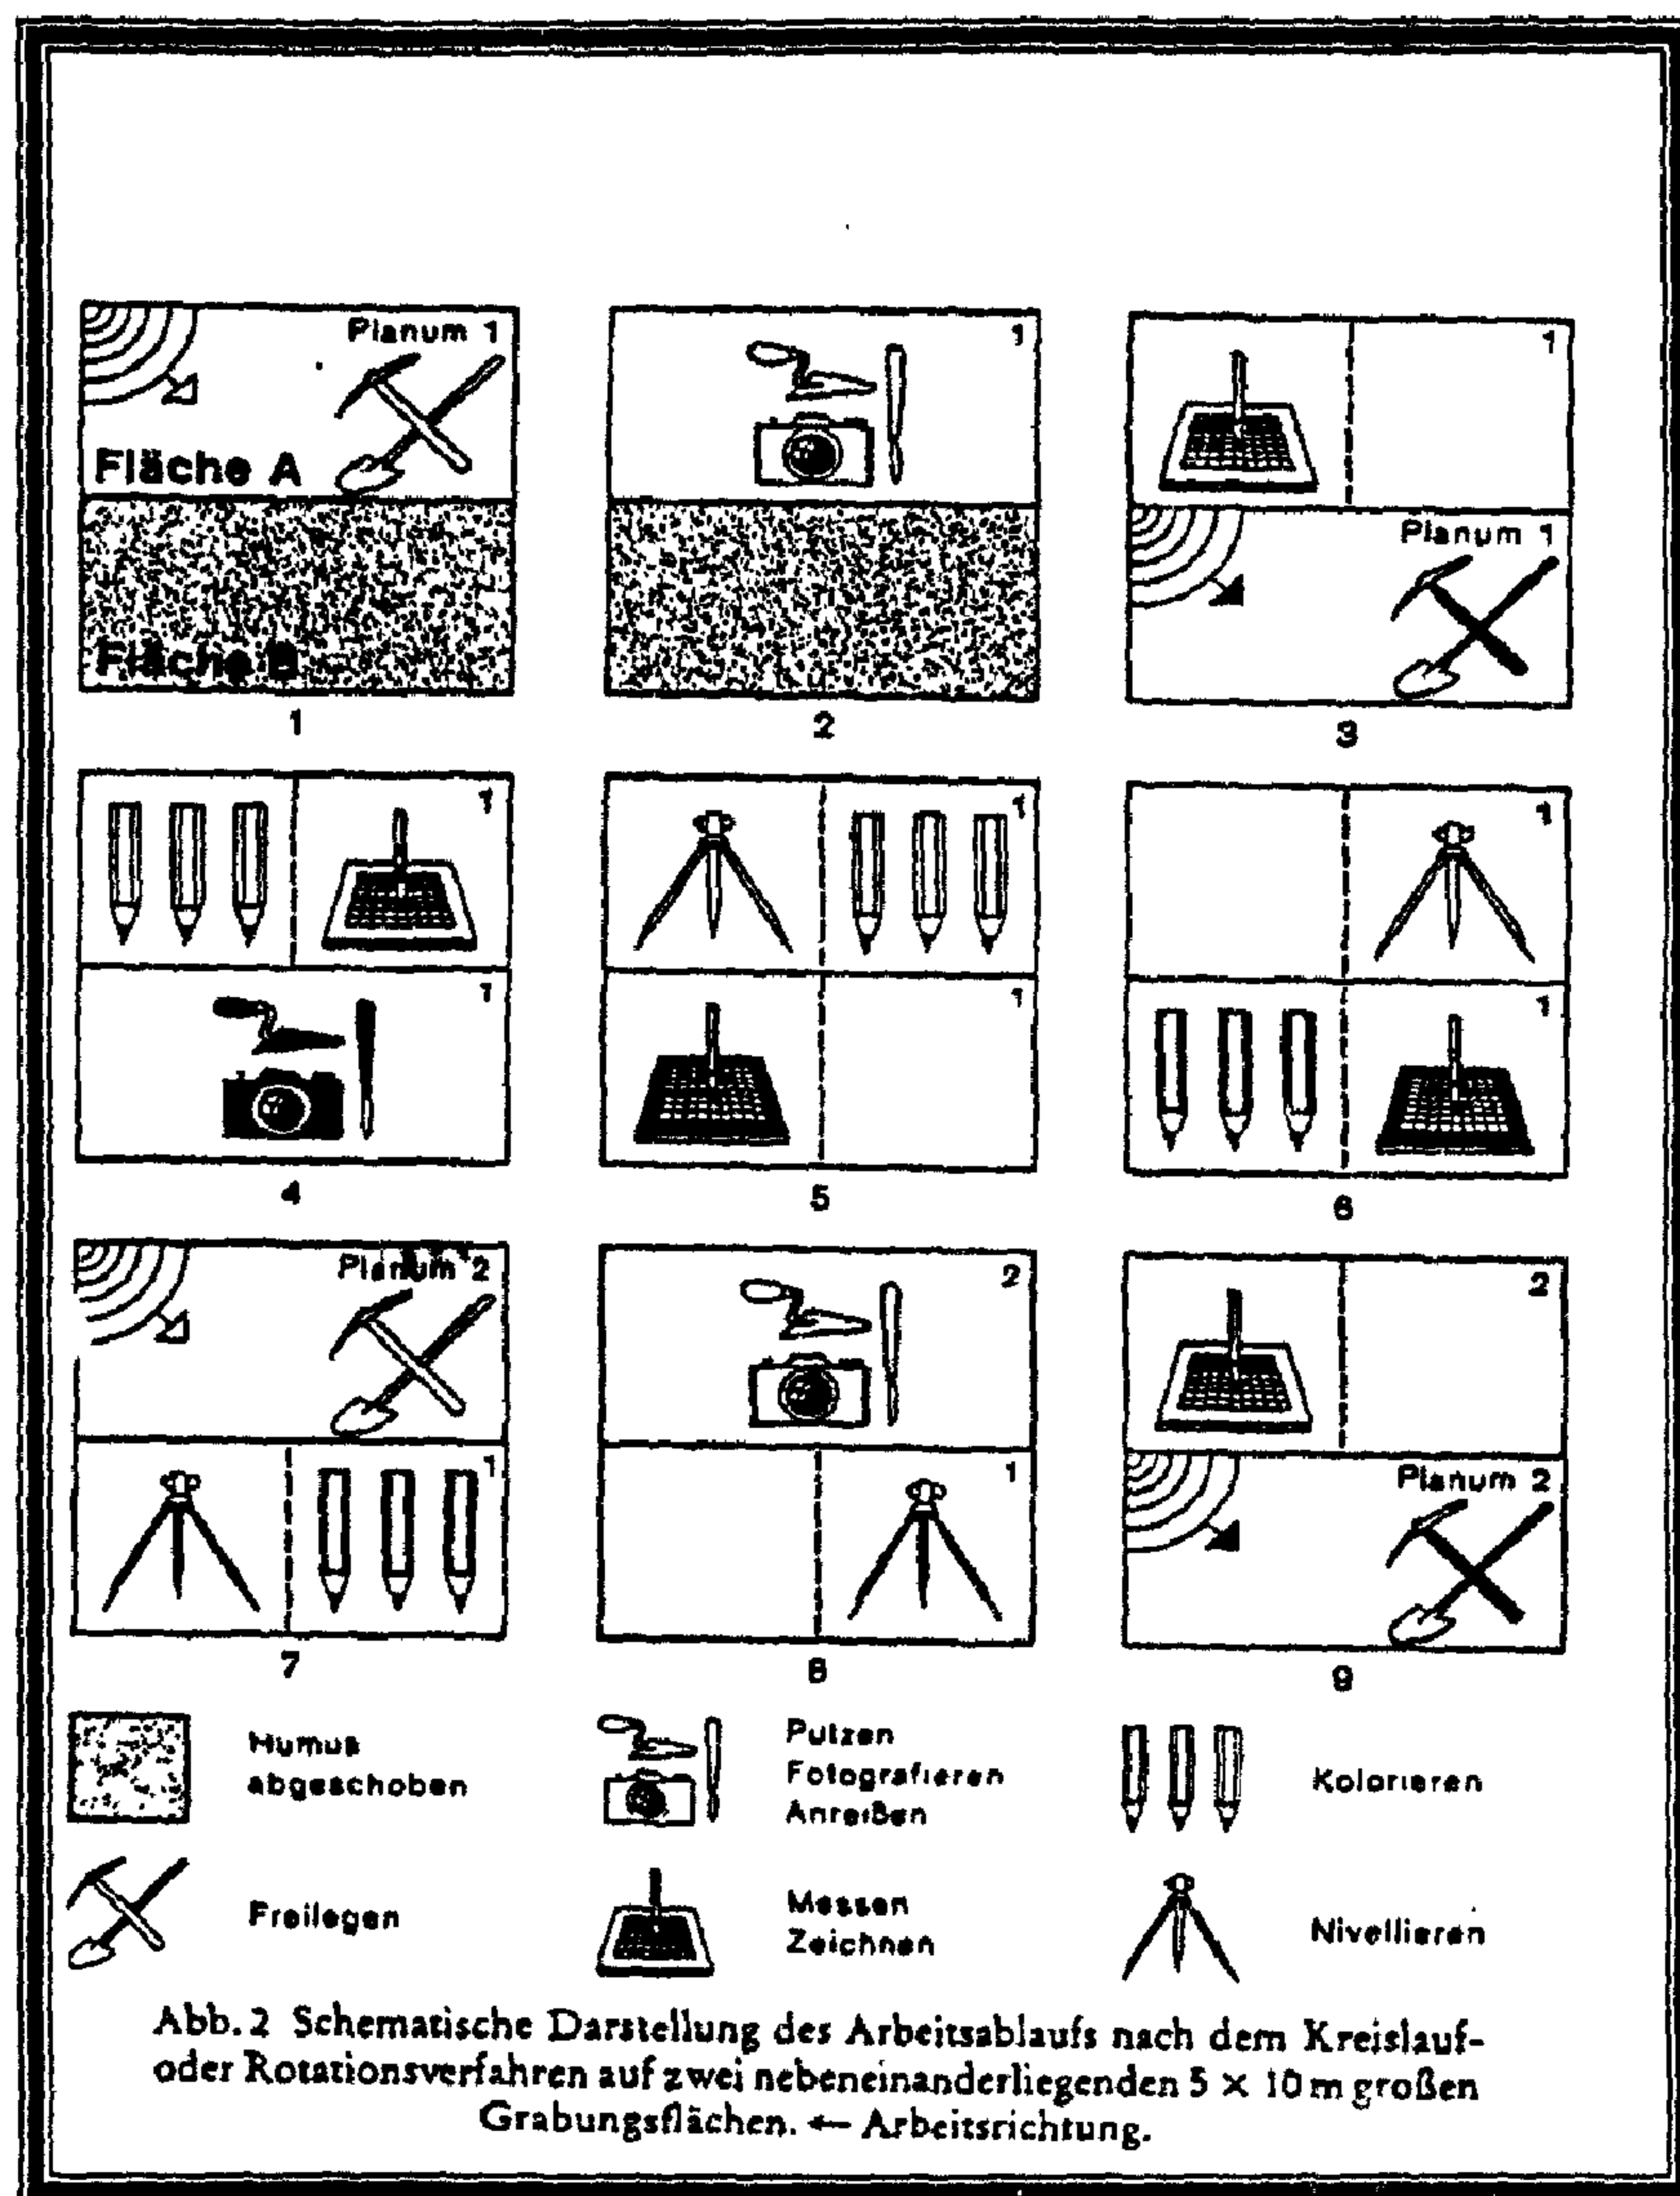 Planum 1
Fläche A
Fläche B
1
1
2
1
Planum 1
3
1
1
4
1
1
5
1
1
6
Planum 2
1
7
2
1
8
2
Planum 2
9
Humus
abgeschoben
Putzen
Fotografieren
Anreißen
Kolorieren
Freilegen
Messen
Zeichnen
Nivellieren
Abb. 2 Schematische Darstellung des Arbeitsablaufs nach dem Kreislauf-
oder Rotationsverfahren auf zwei nebeneinanderliegenden 5 × 10 m großen
Grabungsflächen. ← Arbeitsrichtung.